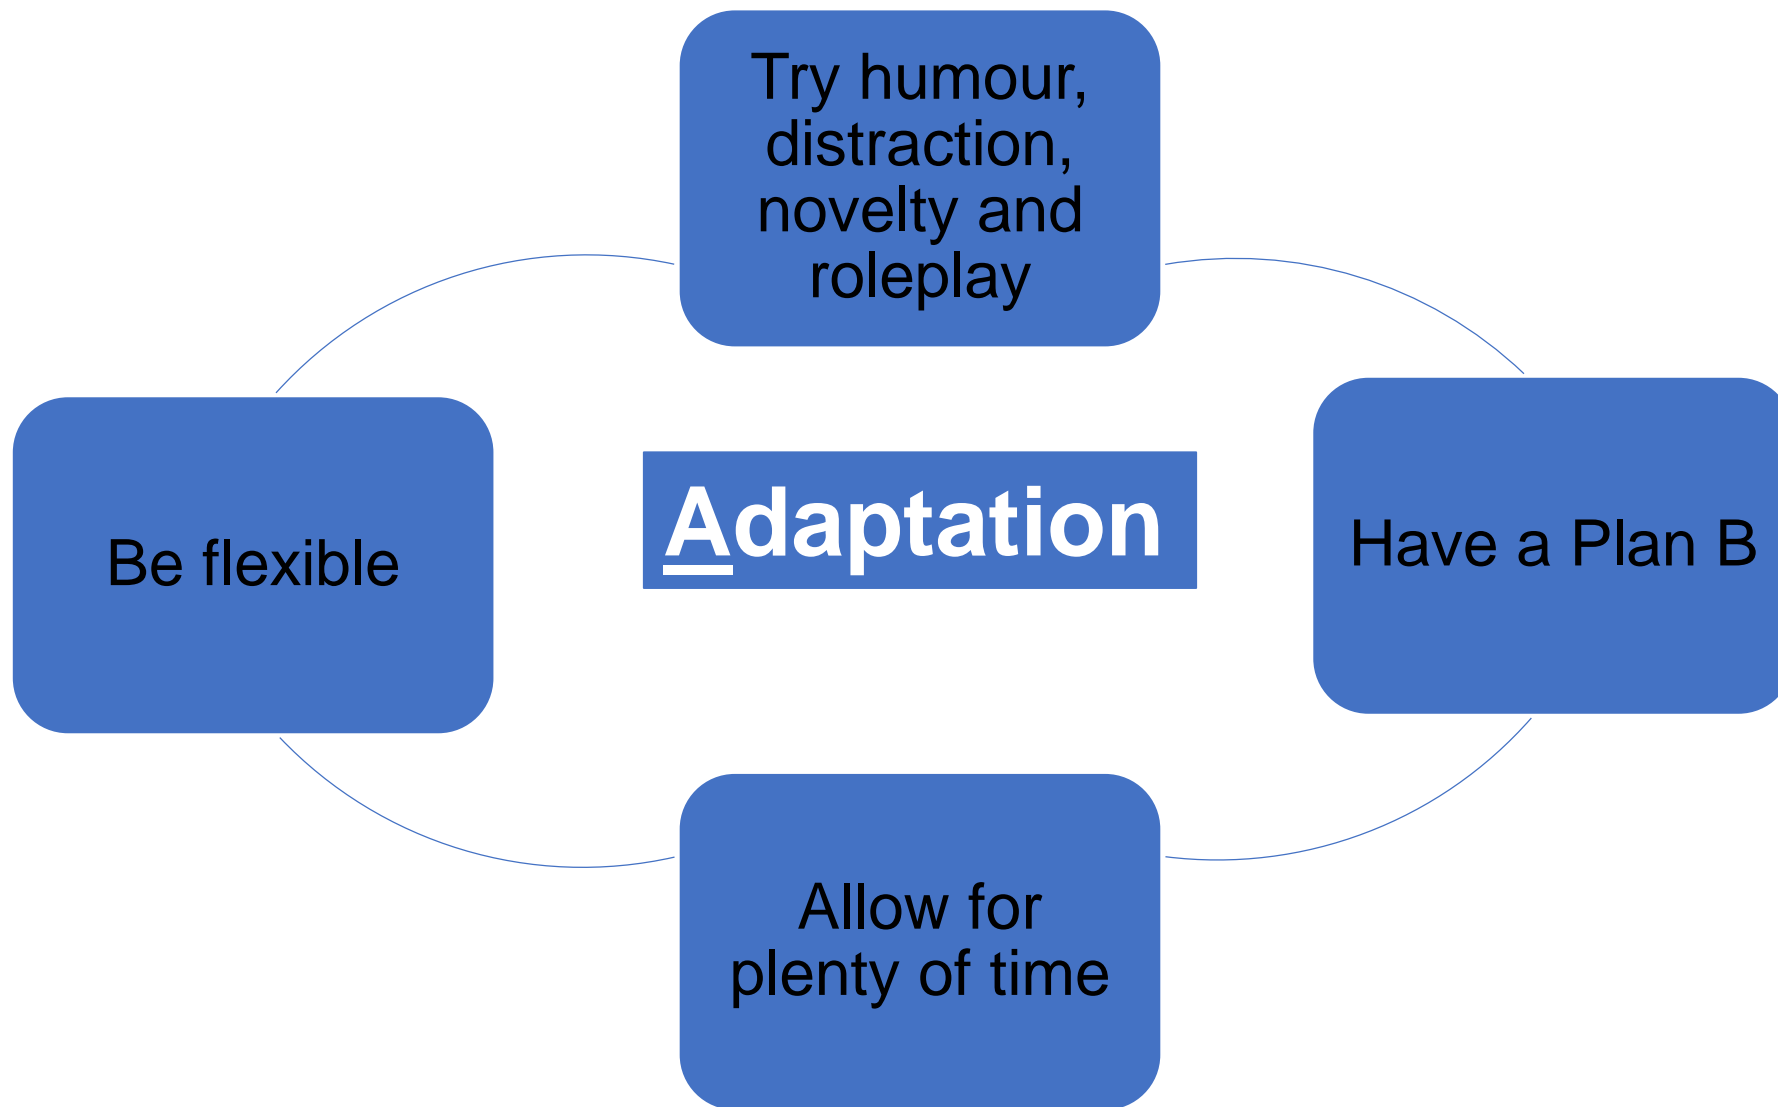 Try humour,
distraction,
novelty and
roleplay
Be flexible
Adaptation
Have a Plan B
Allow for
plenty of time